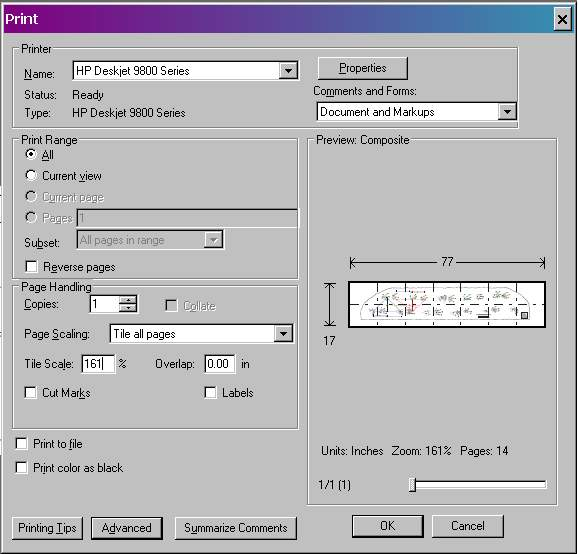 Print
Printer
Name: HP Deskjet 9800 Series Properties
Status: Ready Comments and Forms:
Type: HP Deskjet 9800 Series Document and Markups
Print Range
All
Current view
Current page
Pages 1
Subset: All pages in range
Reverse pages
Page Handling
Copies: 1 Collate
Page Scaling: Tile all pages
Tile Scale: 161 % Overlap: 0.00 in
Cut Marks Labels
Print to file
Print color as black
Preview: Composite
77
17
Units: Inches Zoom: 161% Pages: 14
1/1 (1)
Printing Tips Advanced Summarize Comments OK Cancel